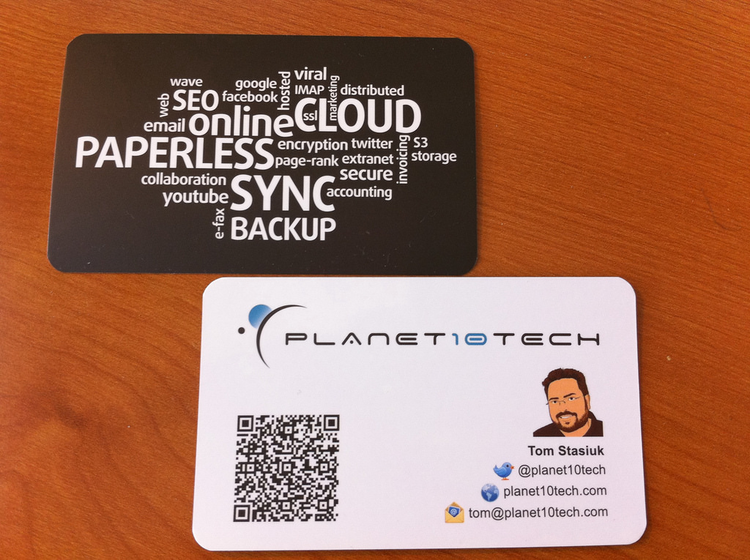 wave
google
viral
web
SEO
facebook
hosted
IMAP
marketing
distributed
email
online
ssl
CLOUD
PAPERLESS
encryption
twitter
invoicing
S3
page-rank
extranet
storage
collaboration
SYNC
secure
youtube
accounting
e-fax
BACKUP
PLANET10TECH
Tom Stasiuk
@planet10tech
planet10tech.com
tom@planet10tech.com